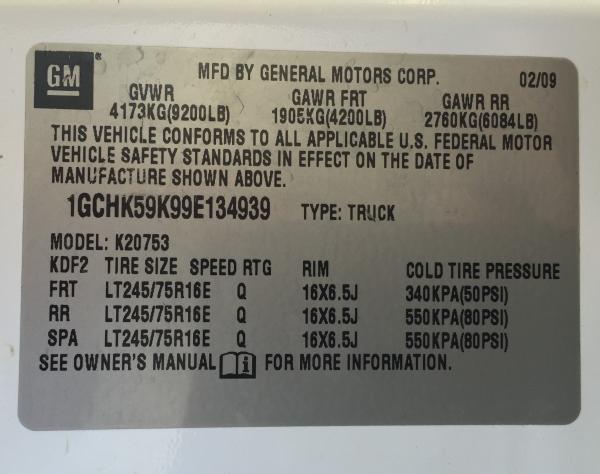 GM
MFD BY GENERAL MOTORS CORP. 02/09
GVWR GAWR FRT GAWR RR
4173KG(9200LB) 1905KG(4200LB) 2760KG(6084LB)
THIS VEHICLE CONFORMS TO ALL APPLICABLE U.S. FEDERAL MOTOR
VEHICLE SAFETY STANDARDS IN EFFECT ON THE DATE OF
MANUFACTURE SHOWN ABOVE.
1GCHK59K99E134939 TYPE: TRUCK
MODEL: K20753
KDF2 TIRE SIZE SPEED RTG RIM COLD TIRE PRESSURE
FRT LT245/75R16E Q 16X6.5J 340KPA(50PSI)
RR LT245/75R16E Q 16X6.5J 550KPA(80PSI)
SPA LT245/75R16E Q 16X6.5J 550KPA(80PSI)
SEE OWNER'S MANUAL i FOR MORE INFORMATION.